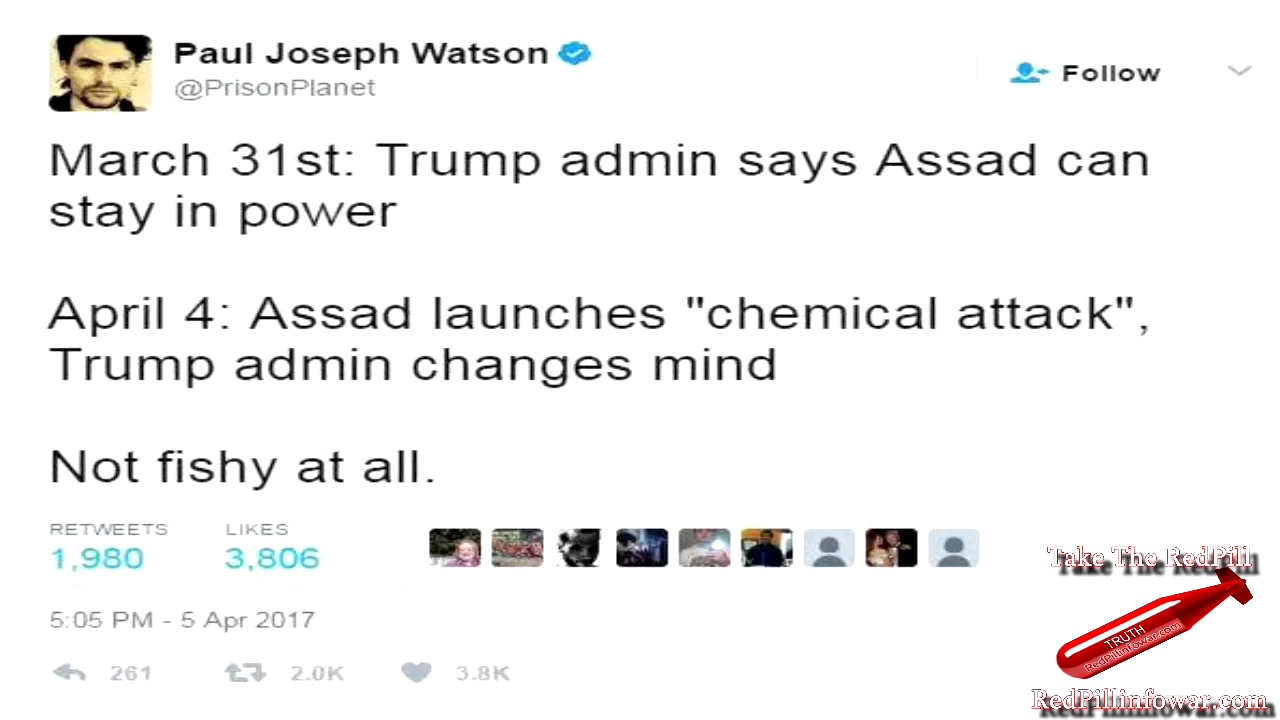 Paul Joseph Watson
@PrisonPlanet
Follow
March 31st: Trump admin says Assad can
stay in power
April 4: Assad launches "chemical attack",
Trump admin changes mind
Not fishy at all.
RETWEETS LIKES
1,980 3,806
5:05 PM - 5 Apr 2017
261 2.0K 3.8K
Take The RedPill
TRUTH
RedPillinfowar.com
RedPillinfowar.com